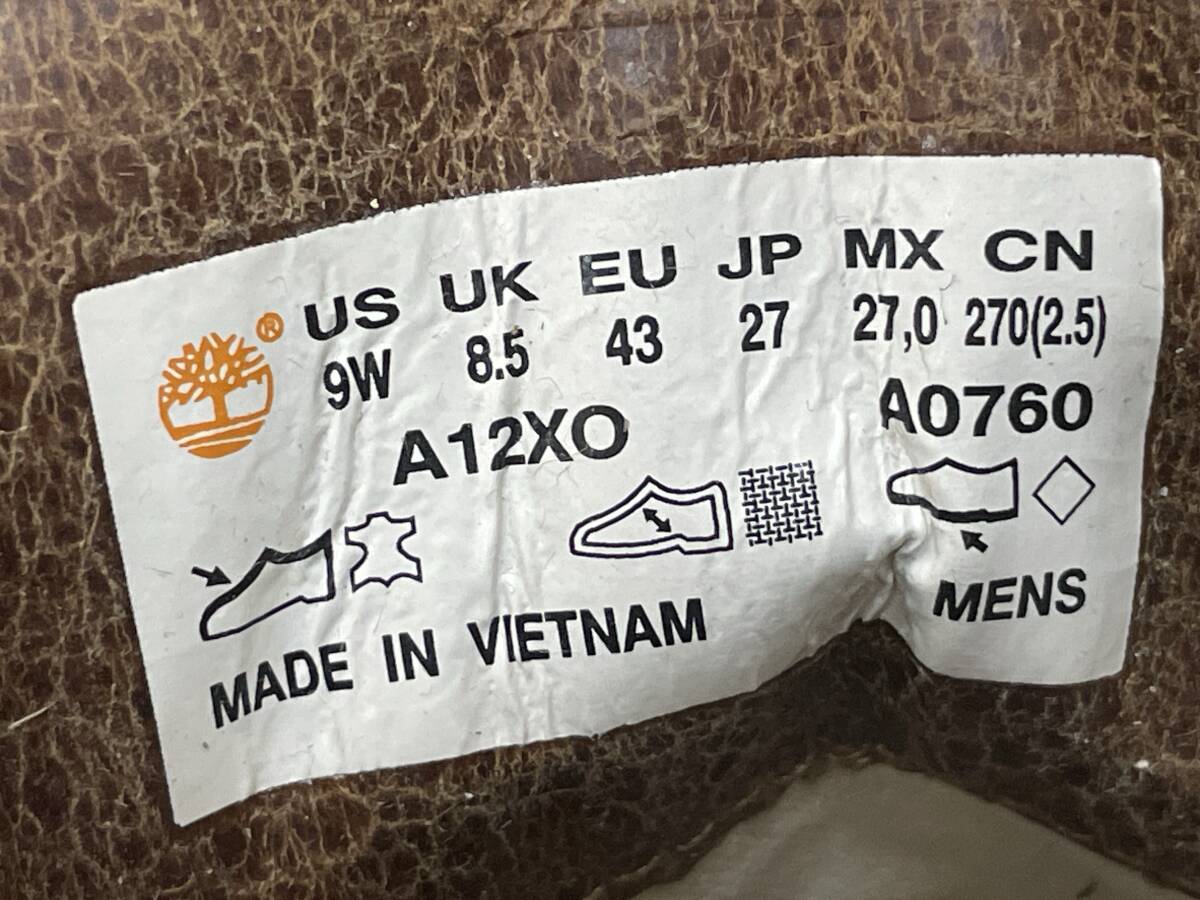 ® US UK EU JP MX CN
9W 8.5 43 27 27,0 270(2.5)
A12XO A0760
MADE IN VIETNAM MENS